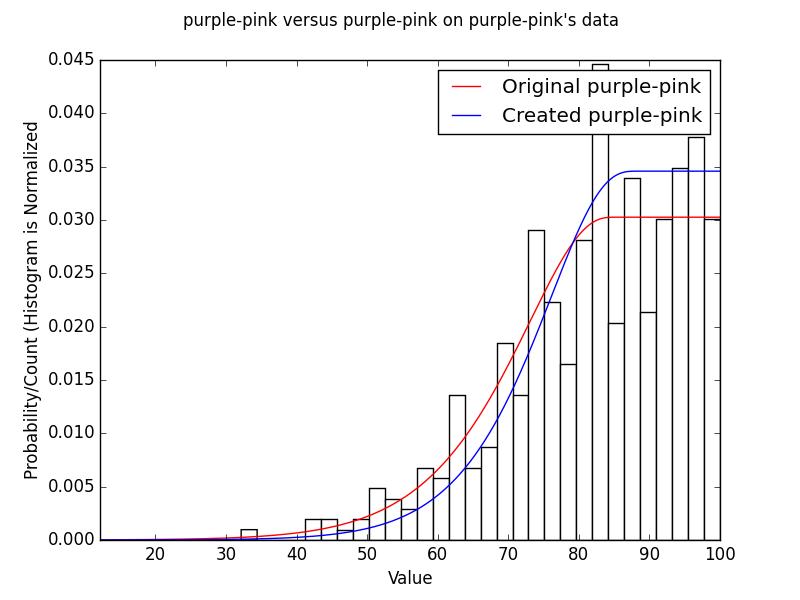 purple-pink versus purple-pink on purple-pink's data
0.045
0.040
0.035
0.030
0.025
0.020
0.015
0.010
0.005
0.000
Probability/Count (Histogram is Normalized
Original purple-pink
Created purple-pink
20 30 40 50 60 70 80 90 100
Value